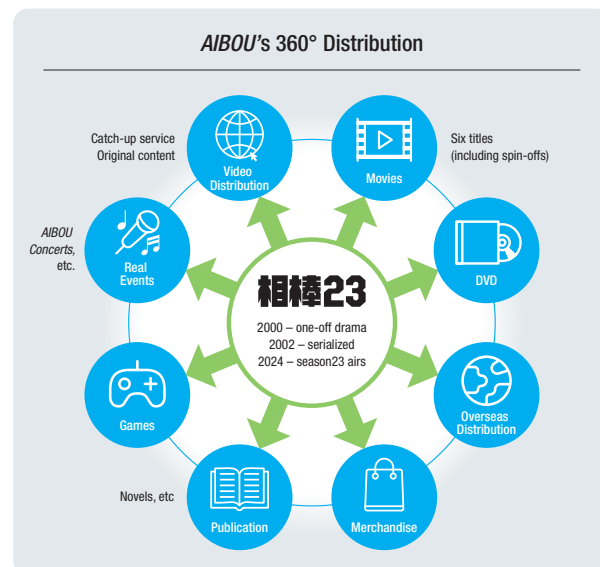 AIBOU's 360° Distribution
Catch-up service
Original content
Video
Distribution
Movies
Six titles
(including spin-offs)
AIBOU
Concerts,
etc.
Real
Events
DVD
相棒23
2000 – one-off drama
2002 – serialized
2024 – season23 airs
Games
Overseas
Distribution
Novels, etc
Publication
Merchandise